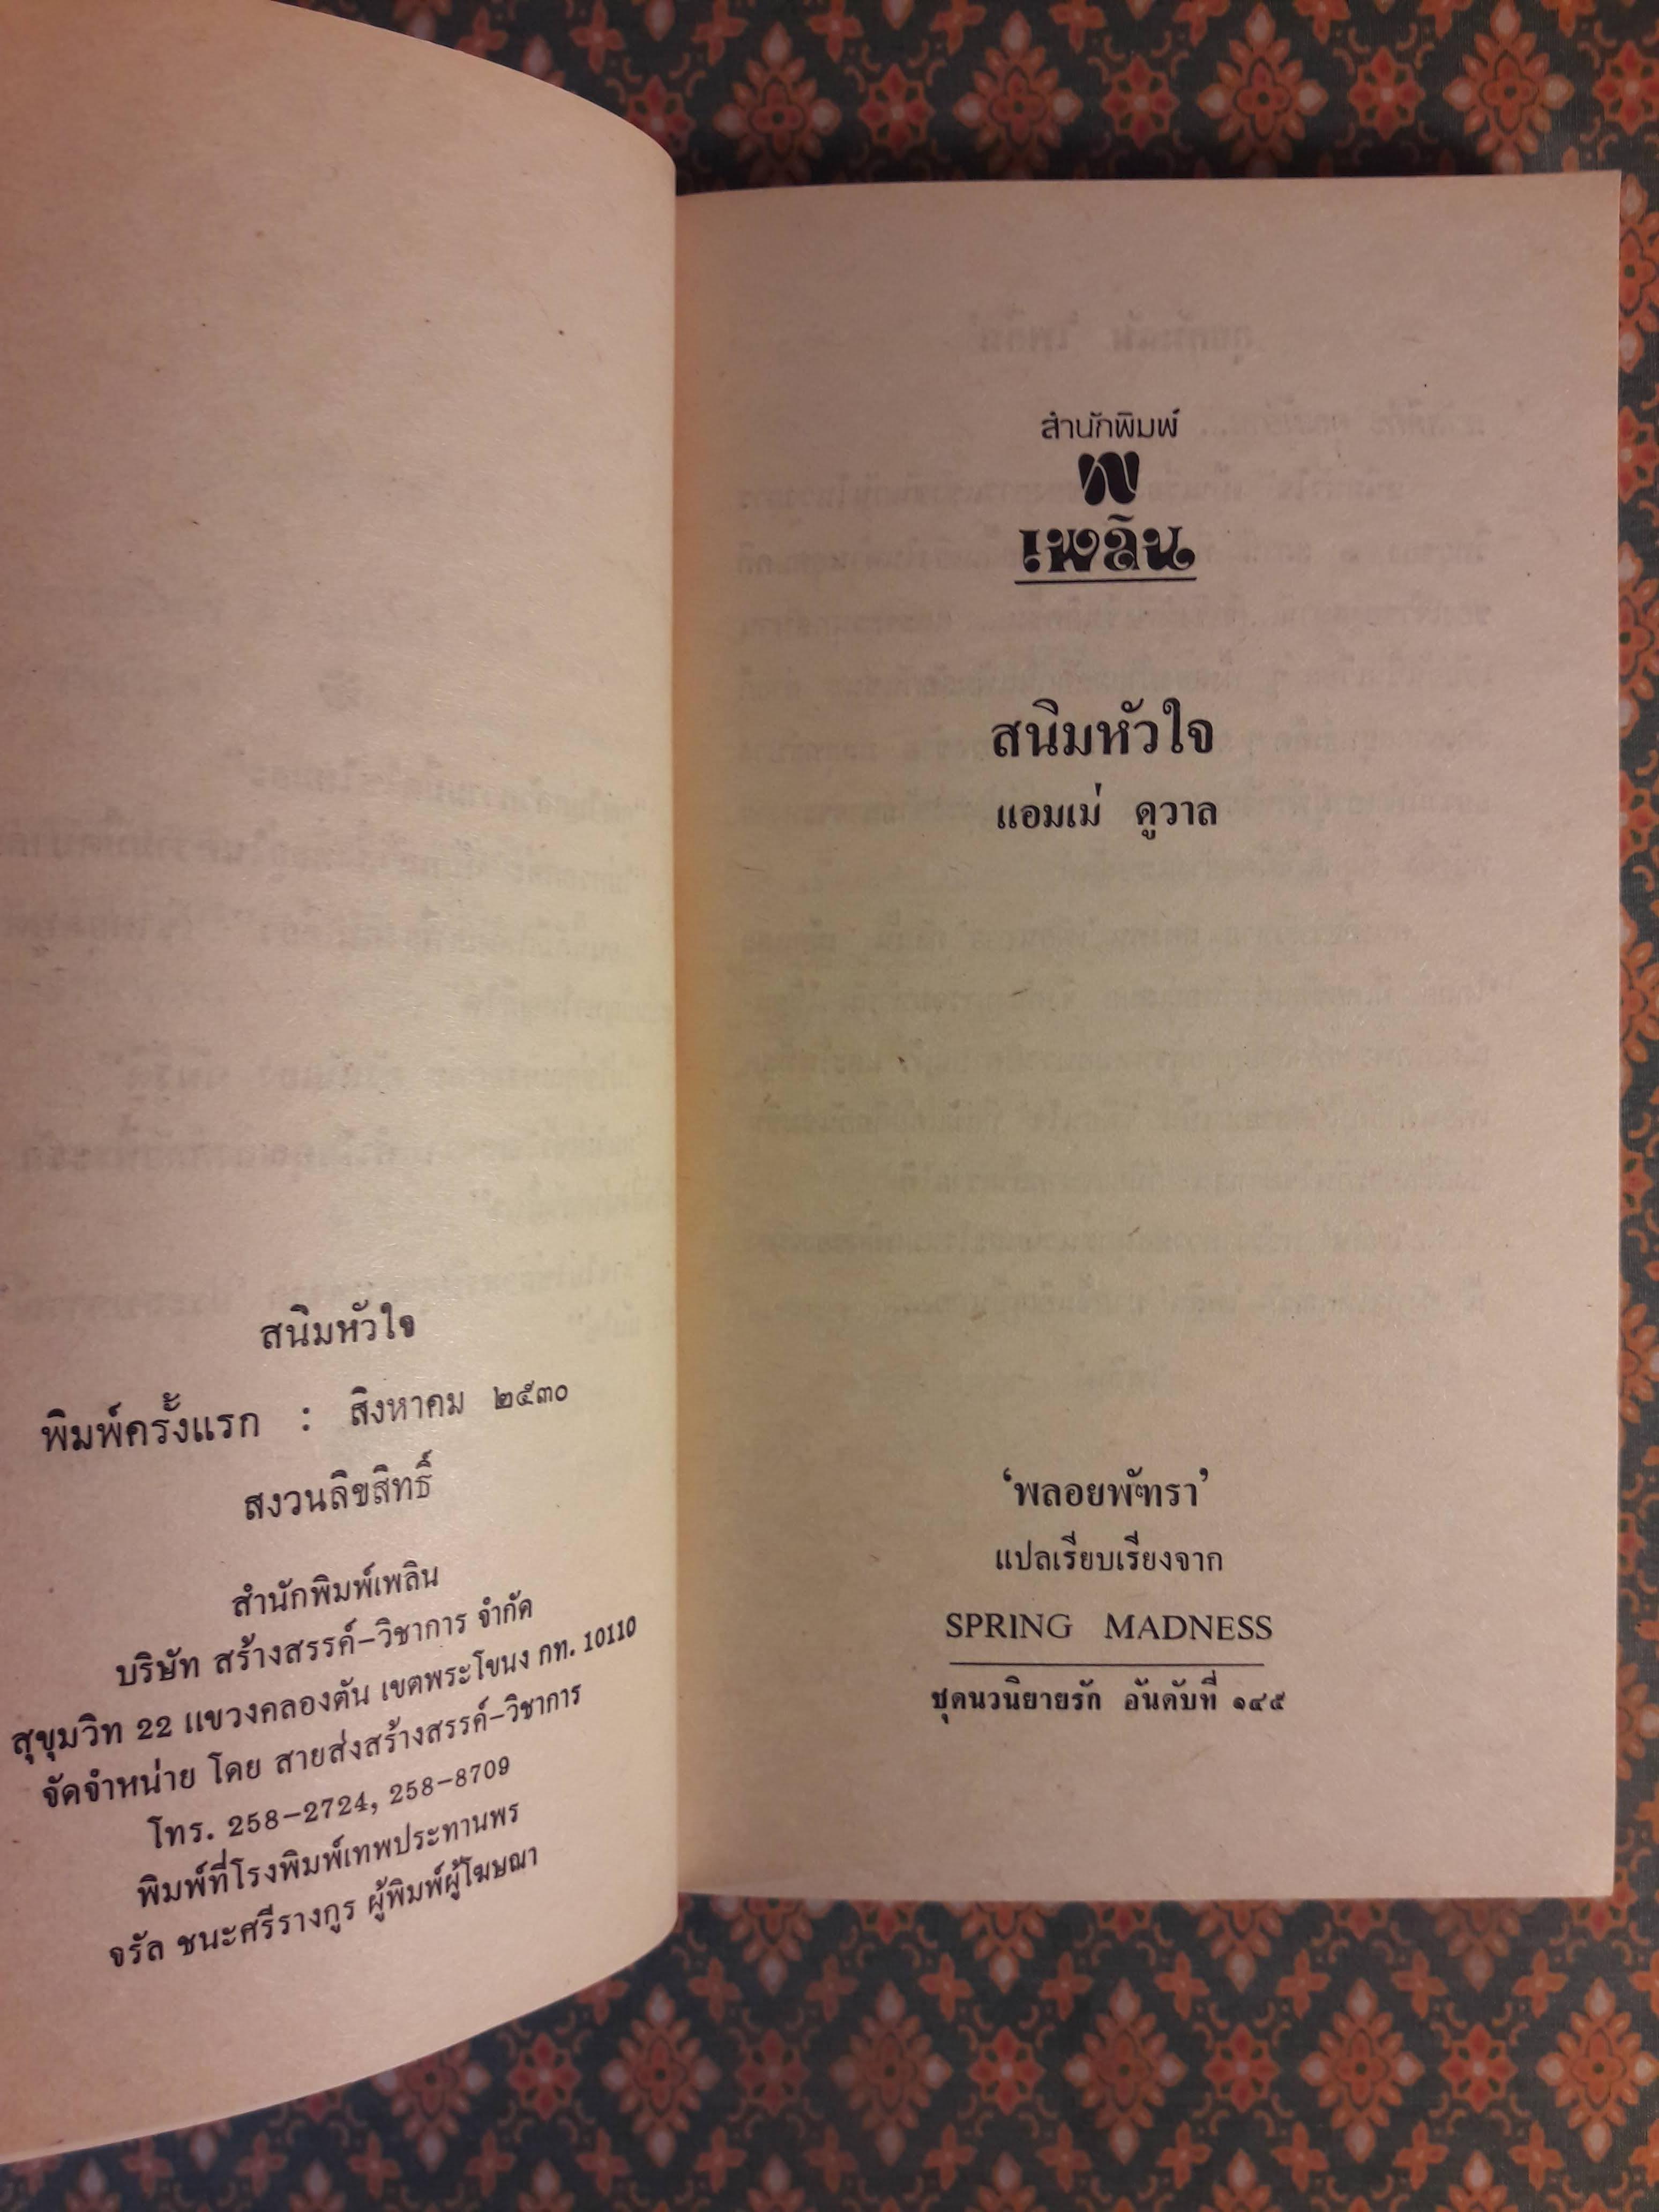 สนิมหัวใจ
พิมพ์ครั้งแรก : สิงหาคม ๒๕๓๐
สงวนลิขสิทธิ์
สำนักพิมพ์เพลิน
บริษัท สร้างสรรค์-วิชาการ จำกัด
สุขุมวิท 22 แขวงคลองตัน เขตพระโขนง กท. 10110
จัดจำหน่าย โดย สายส่งสร้างสรรค์-วิชาการ
โทร. 258-2724, 258-8709
พิมพ์ที่โรงพิมพ์เทพประทานพร
จรัล ชนะศรีรางกูร ผู้พิมพ์ผู้โฆษณา
สำนักพิมพ์
เพลิน
สนิมหัวใจ
แอมเม่ ดูวาล
‘พลอยพัฑรา’
แปลเรียบเรียงจาก
SPRING MADNESS
ชุดนวนิยายรัก อันดับที่ ๑๔๕